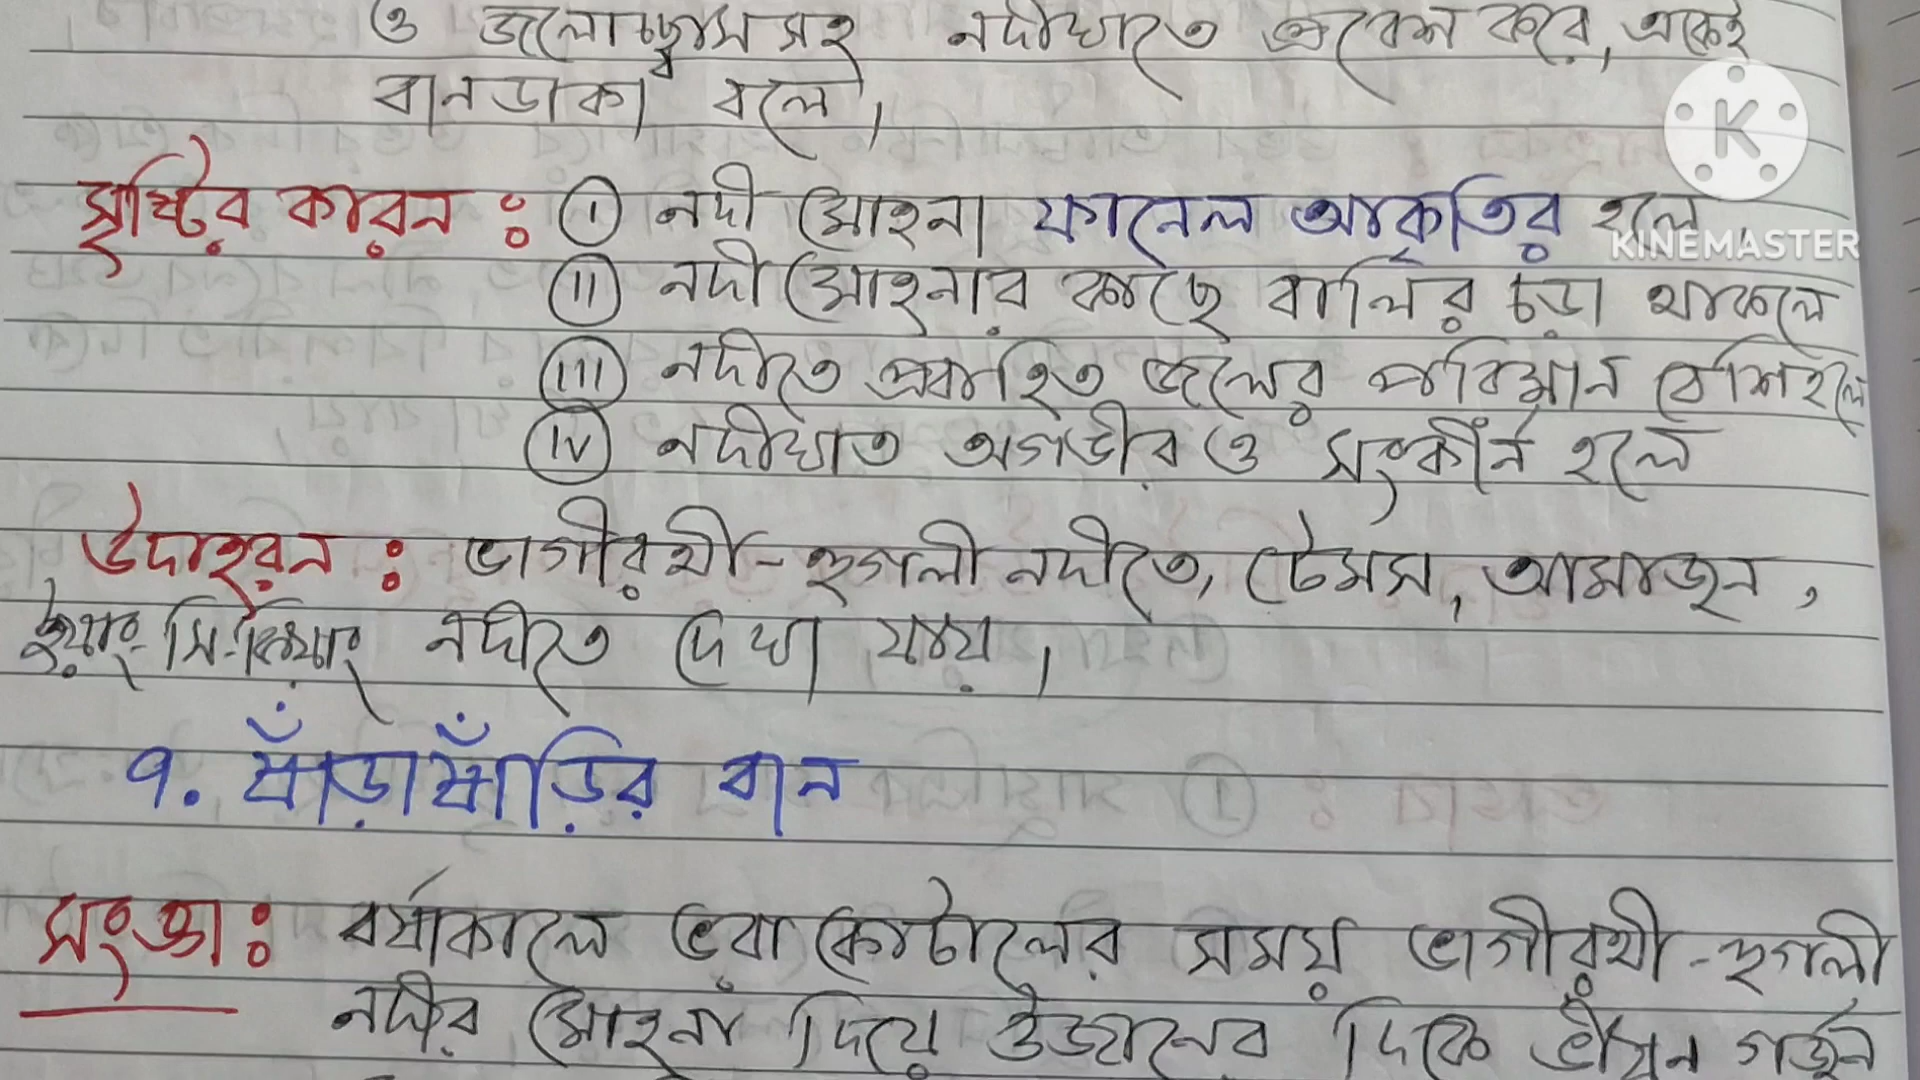 ও জলোচ্ছ্বাস সহ নদীখাতে প্রবেশ করে, একেই
বানডাকা বলে,
K
KINEMASTER
সৃষ্টির কারন : (i) নদী মোহনা ফানেল আকৃতির হলে,
(ii) নদী মোহনার কাছে বালির চড়া থাকলে
(iii) নদীতে প্রবাহিত জলের পরিমান বেশি হলে
(iv) নদীখাত অগভীর ও সংকীর্ন হলে
উদাহরন : ভাগীরথী-হুগলী নদীতে, টেমস, আমাজন,
সি-কিয়াং নদীতে দেখা যায়।
৭. ষাঁড়াষাঁড়ির বান
সংজ্ঞা : বর্ষাকালে ভরা কোটালের সময় ভাগীরথী-হুগলী
নদীর মোহনা দিয়ে উজানের দিকে ভীষন গর্জন